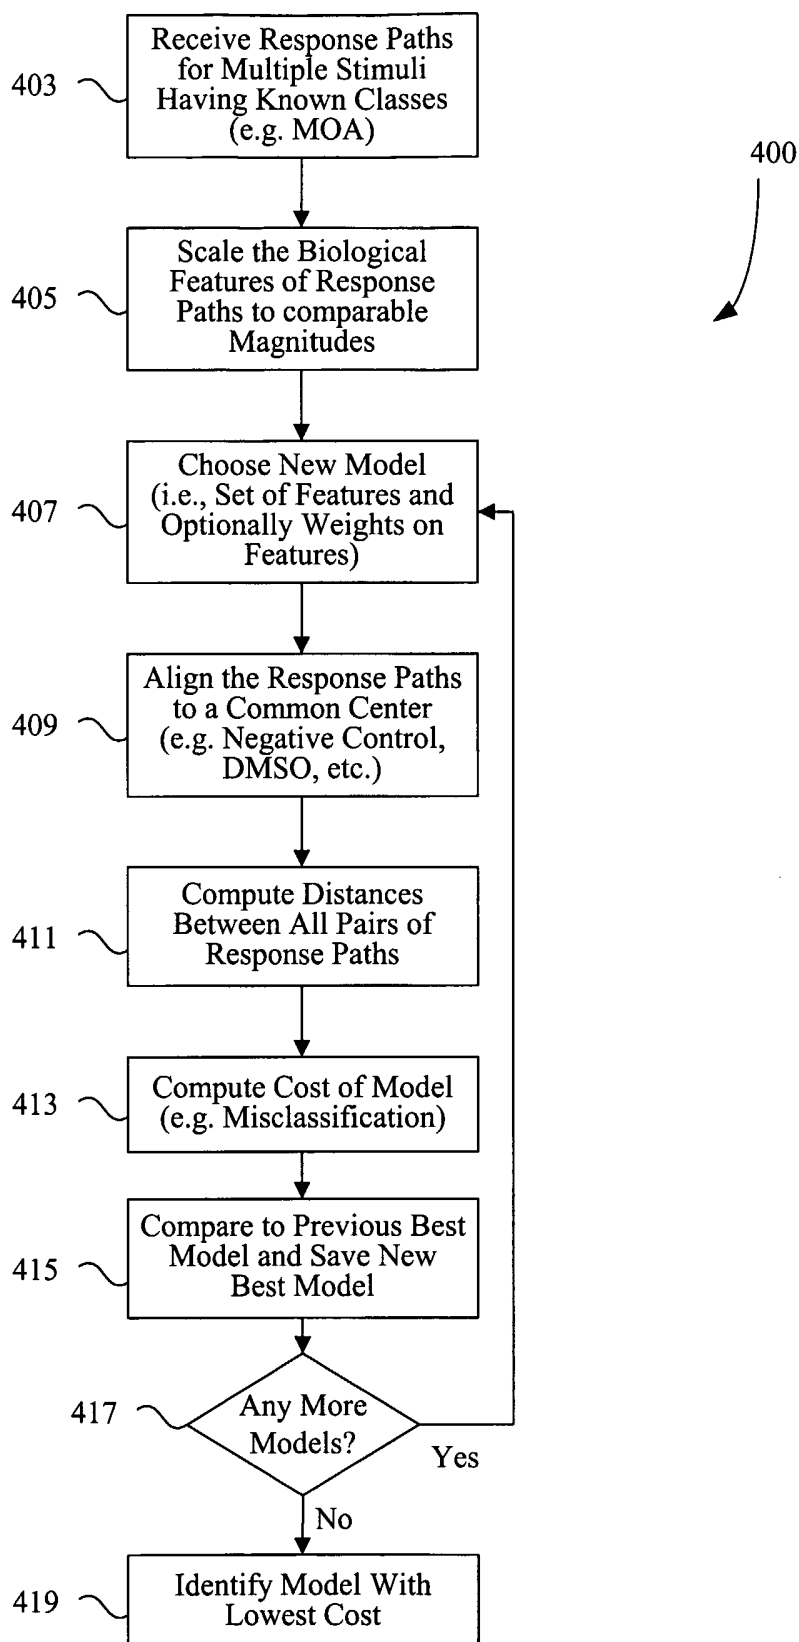 Receive Response Paths
for Multiple Stimuli
Having Known Classes
(e.g. MOA)
403
400
Scale the Biological
Features of Response
Paths to comparable
Magnitudes
405
Choose New Model
(i.e., Set of Features and
Optionally Weights on
Features)
407
Align the Response Paths
to a Common Center
(e.g. Negative Control,
DMSO, etc.)
409
Compute Distances
Between All Pairs of
Response Paths
411
Compute Cost of Model
(e.g. Misclassification)
413
Compare to Previous Best
Model and Save New
Best Model
415
Any More
Models?
417
Yes
No
Identify Model With
Lowest Cost
419